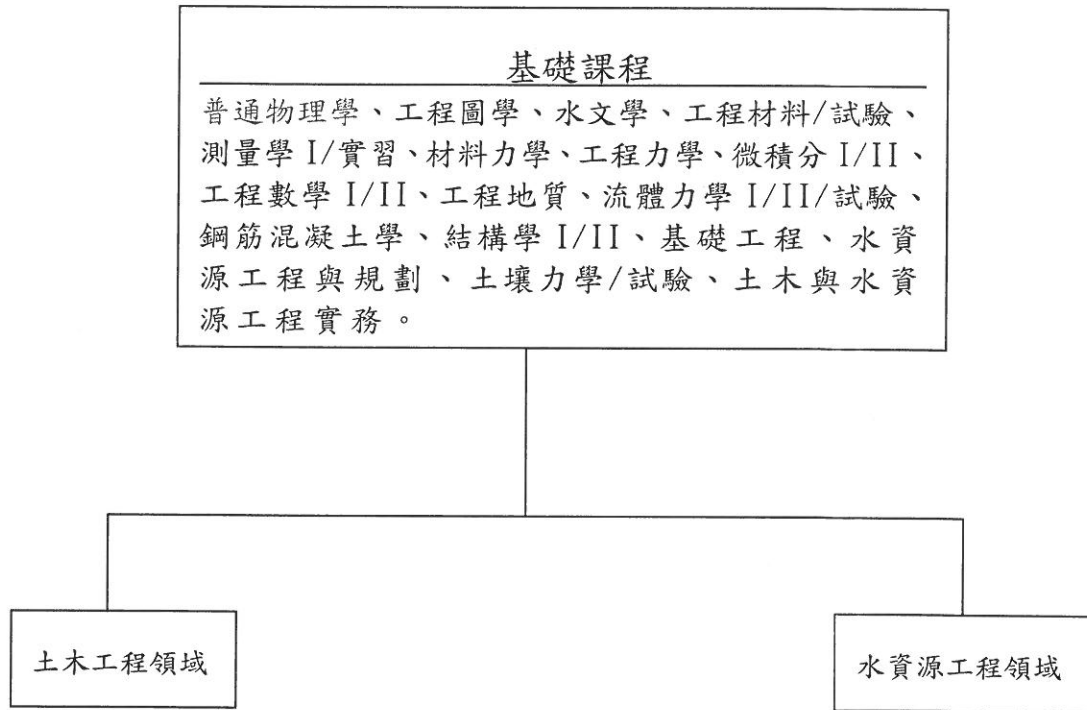 基礎課程
普通物理學、工程圖學、水文學、工程材料/試驗、
測量學 I/實習、材料力學、工程力學、微積分 I/II、
工程數學 I/II、工程地質、流體力學 I/II/試驗、
鋼筋混凝土學、結構學 I/II、基礎工程、水資
源工程與規劃、土壤力學/試驗、土木與水資
源工程實務。
土木工程領域
水資源工程領域